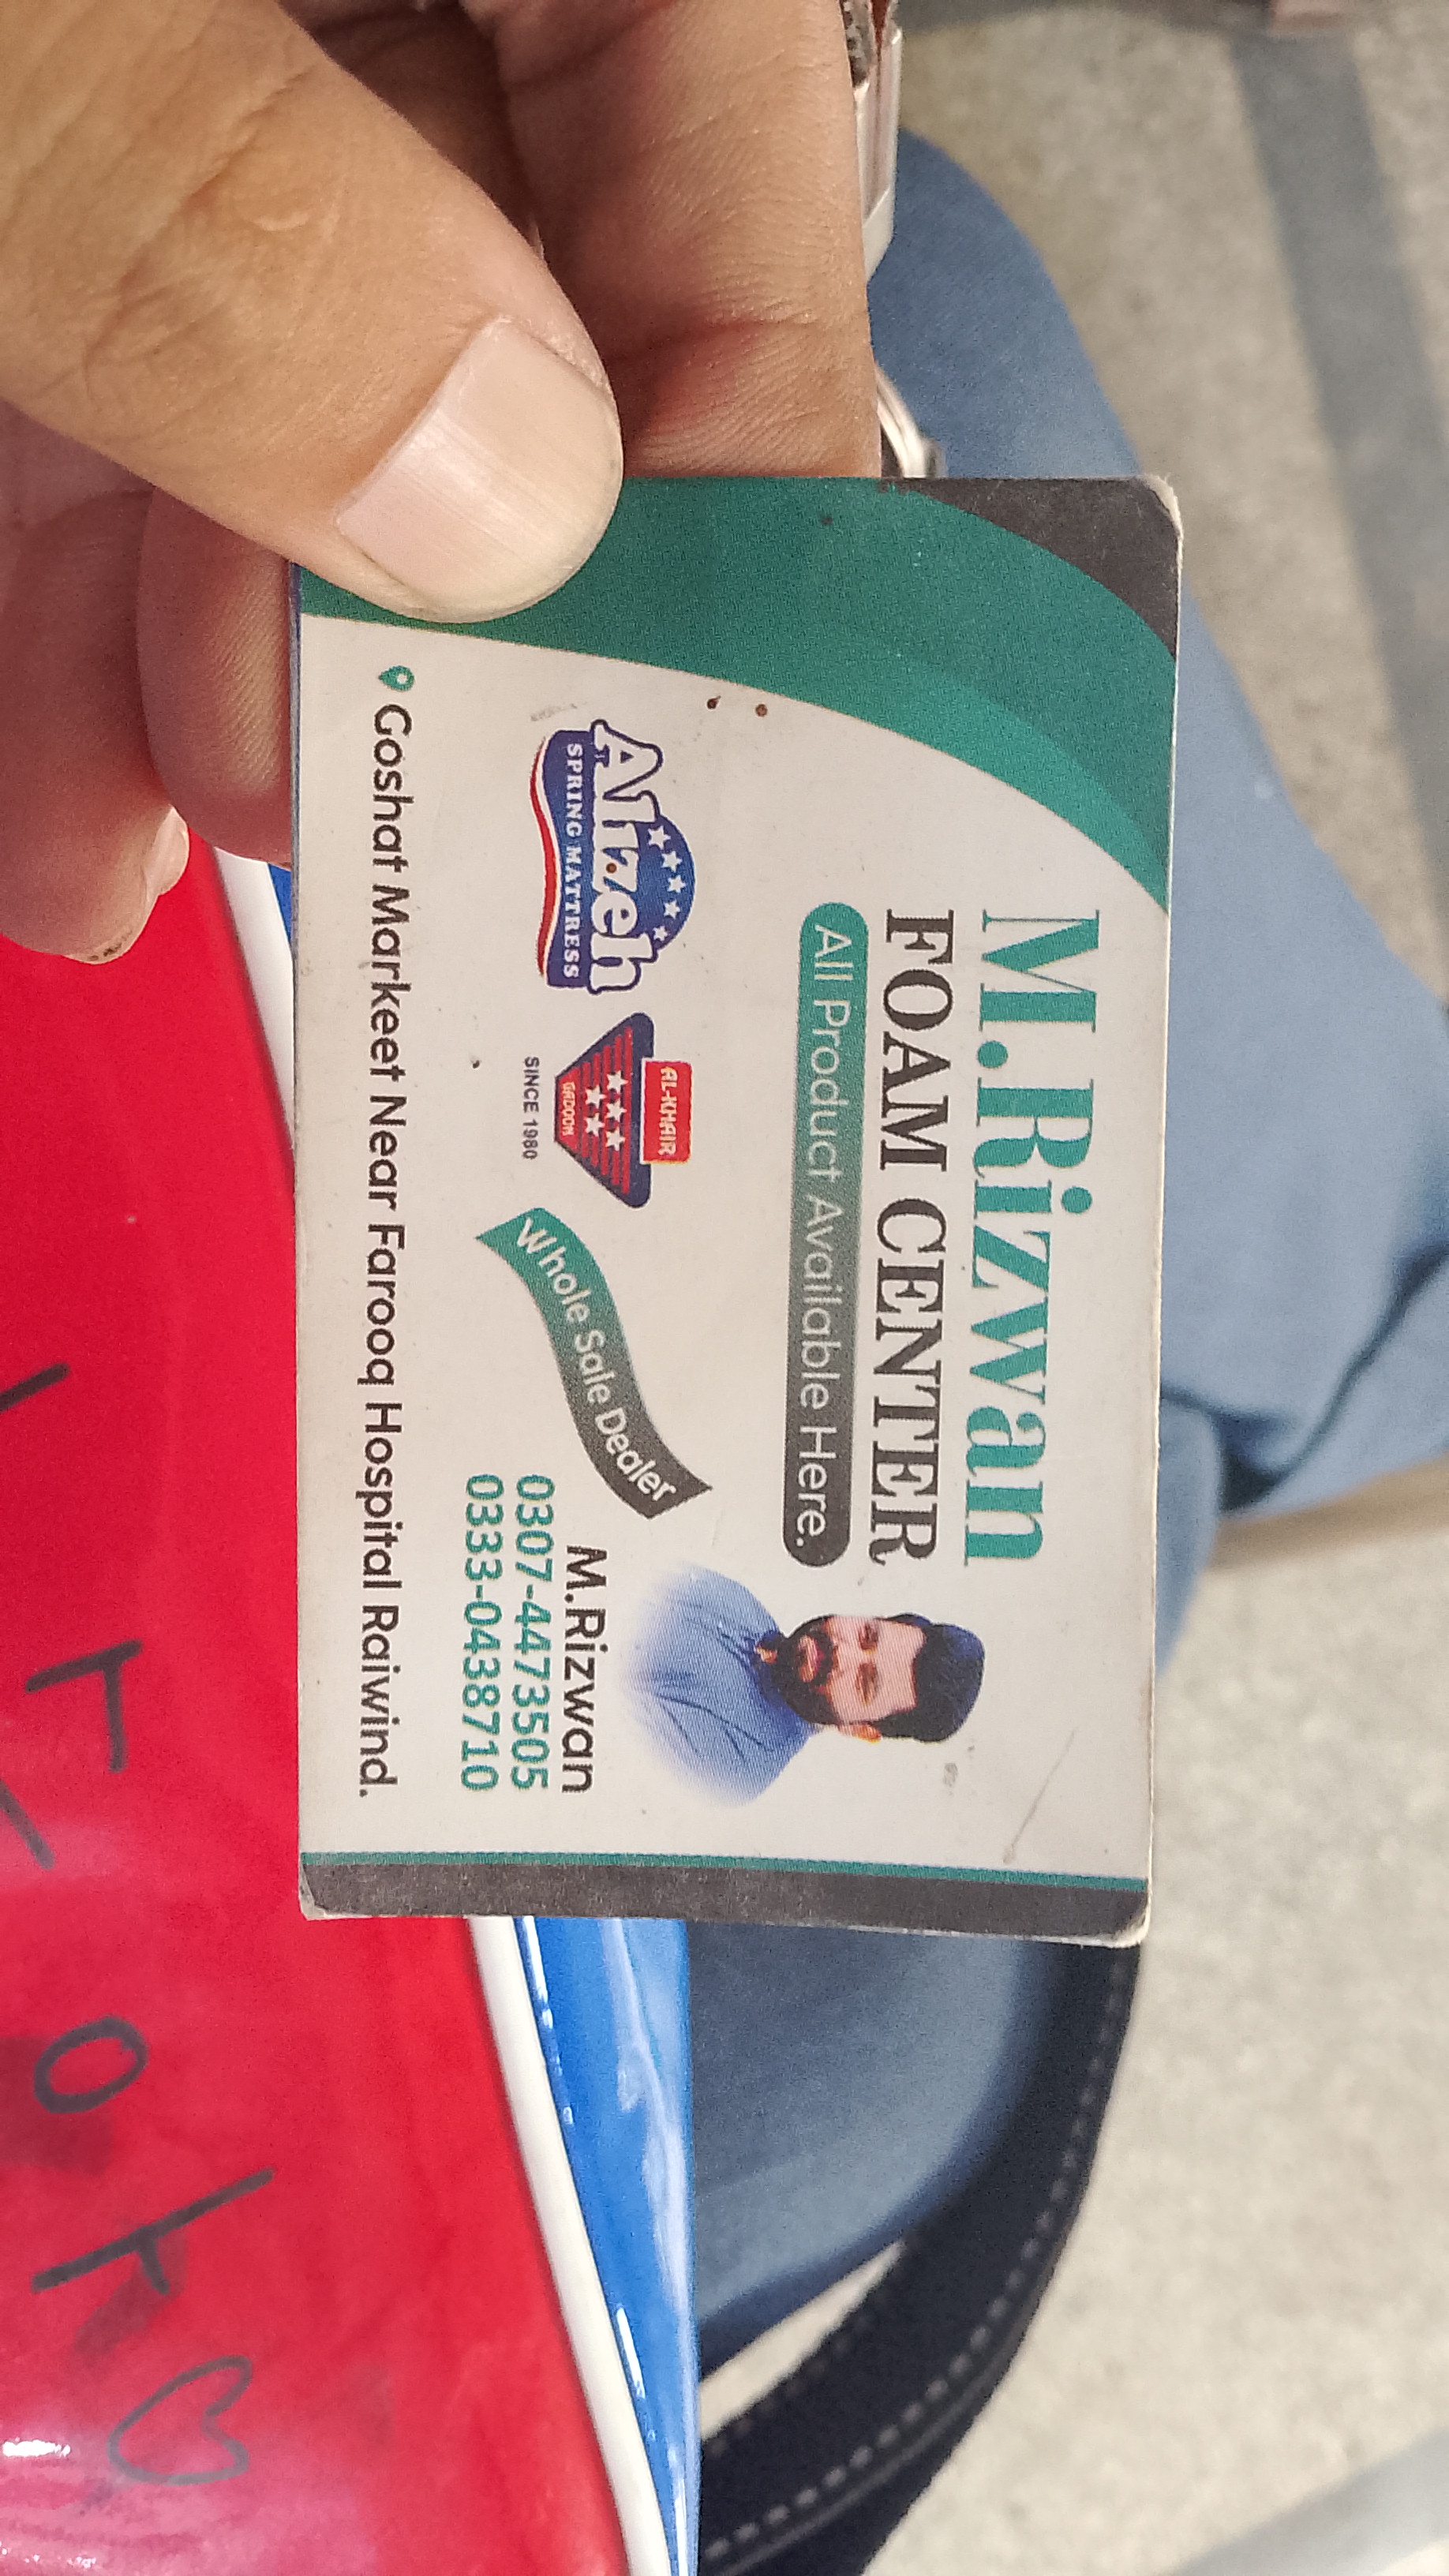 M.Rizwan
FOAM CENTER
All Product Available Here.
Alizeh
SPRING MATTRESS
AL-KHAIR
GADOON
SINCE 1980
Whole Sale Dealer
M.Rizwan
0307-4473505
0333-0438710
Goshat Markeet Near Farooq Hospital Raiwind.